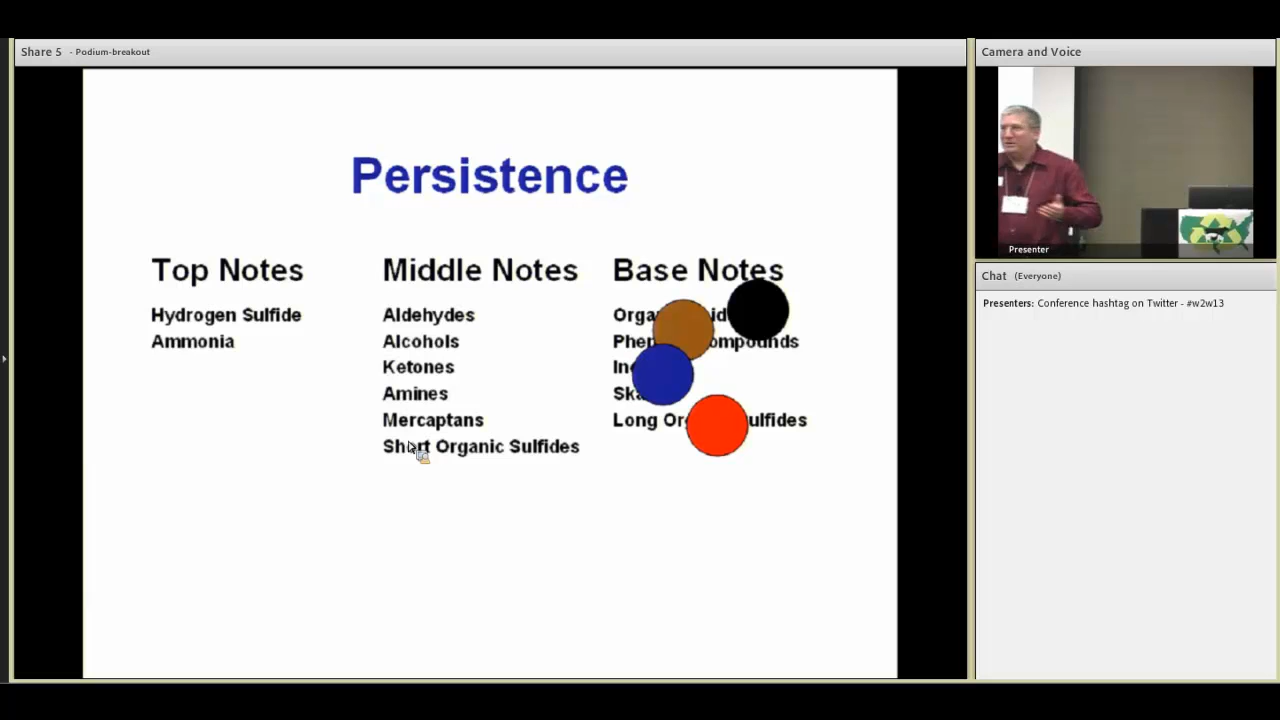 Share 5 - Podium-breakout
Persistence
Top Notes
Hydrogen Sulfide
Ammonia
Middle Notes
Aldehydes
Alcohols
Ketones
Amines
Mercaptans
Short Organic Sulfides
Base Notes
Long
Camera and Voice
Presenter
Chat (Everyone)
Presenters: Conference hashtag on Twitter - #w2w13